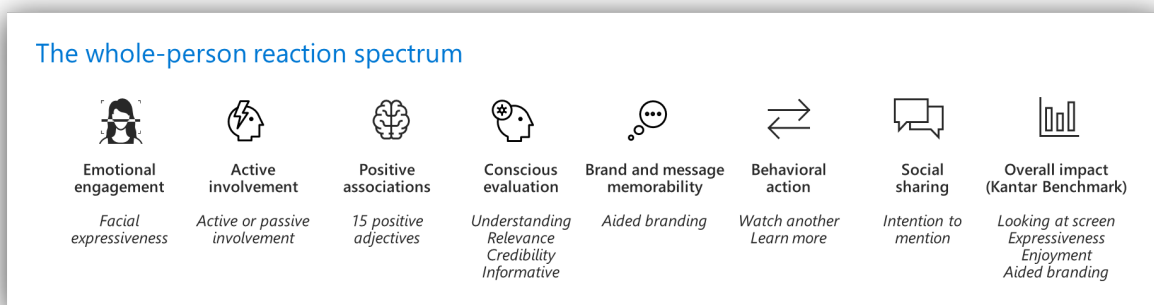 The whole-person reaction spectrum
Emotional
engagement
Facial
expressiveness
Active
involvement
Active or passive
involvement
Positive
associations
15 positive
adjectives
Conscious
evaluation
Understanding
Relevance
Credibility
Informative
Brand and message
memorability
Aided branding
Behavioral
action
Watch another
Learn more
Social
sharing
Intention to
mention
Overall impact
(Kantar Benchmark)
Looking at screen
Expressiveness
Enjoyment
Aided branding